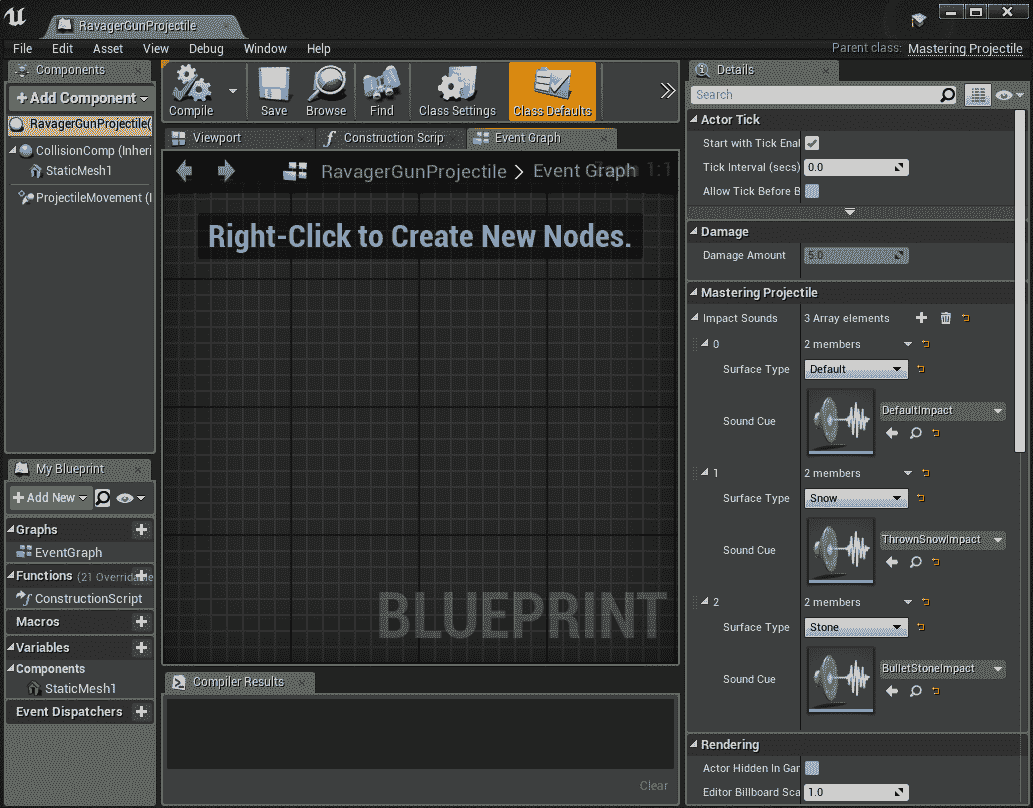 RavagerGunProjectile
File Edit Asset View Debug Window Help
Parent class: Mastering Projectile
Components
+Add Component
RavagerGunProjectile(
CollisionComp (Inheri
StaticMesh1
ProjectileMovement (I
My Blueprint
+Add New
Graphs
EventGraph
Functions (21 Overridable
ConstructionScript
Macros
Variables
Components
StaticMesh1
Event Dispatchers
Compile
Save
Browse
Find
Class Settings
Class Defaults
Viewport
Construction Scrip
Event Graph
RavagerGunProjectile > Event Graph
Zoom 1:1
Right-Click to Create New Nodes.
BLUEPRINT
Compiler Results
Clear
Details
Search
Actor Tick
Start with Tick Enal
Tick Interval (secs) 0.0
Allow Tick Before B
Damage
Damage Amount 5.0
Mastering Projectile
Impact Sounds 3 Array elements
0 2 members
Surface Type Default
Sound Cue DefaultImpact
1 2 members
Surface Type Snow
Sound Cue ThrownSnowImpact
2 2 members
Surface Type Stone
Sound Cue BulletStoneImpact
Rendering
Actor Hidden In Gar
Editor Billboard Sca 1.0